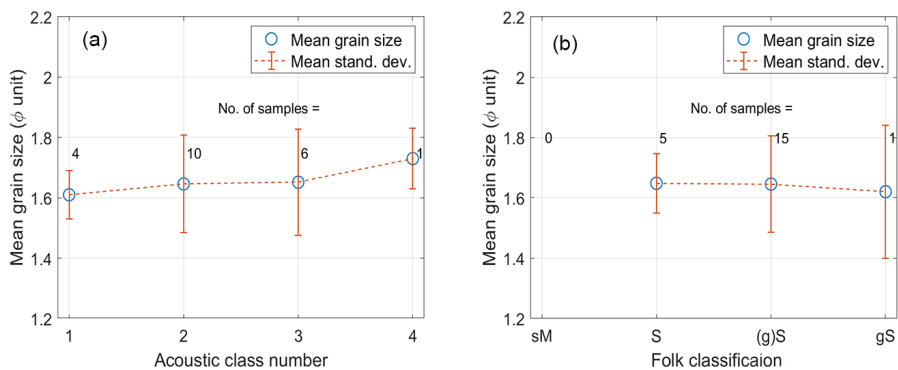 (a)
Mean grain size
Mean stand. dev.
No. of samples =
4
10
6
1
2.2
2
1.8
1.6
1.4
1.2
Mean grain size (ϕ unit)
1
2
3
4
Acoustic class number
(b)
Mean grain size
Mean stand. dev.
No. of samples =
0
5
15
1
2.2
2
1.8
1.6
1.4
1.2
Mean grain size (ϕ unit)
sM
S
(g)S
gS
Folk classificaion